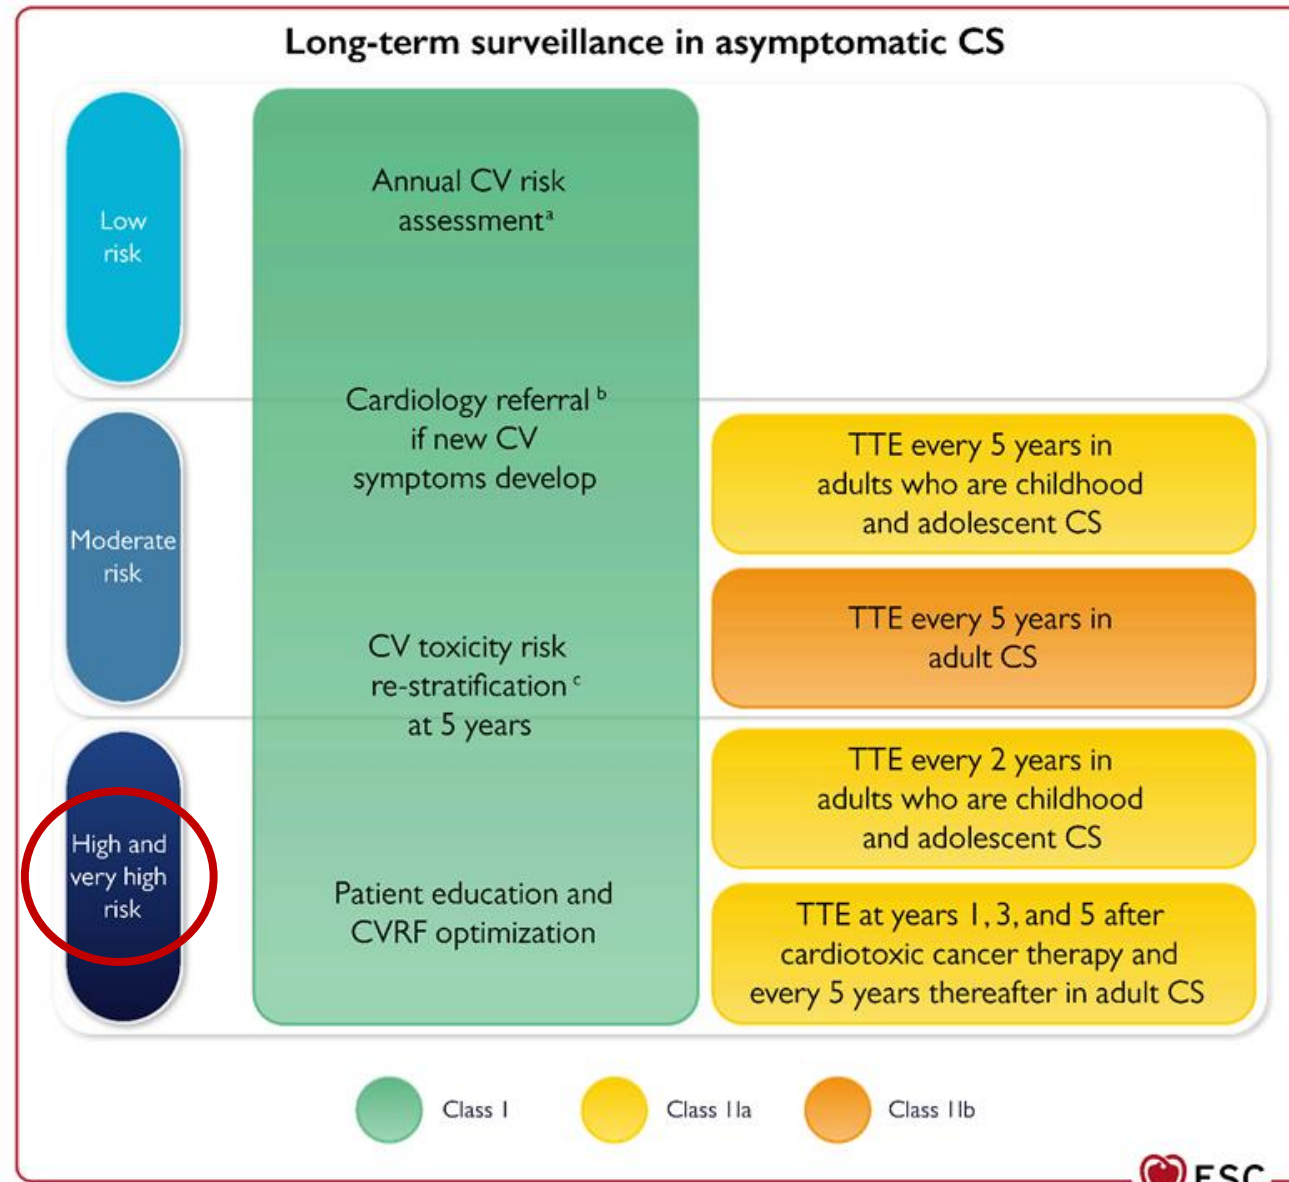 Long-term surveillance in asymptomatic CS
Low
risk
Annual CV risk
assessment a
Cardiology referral b
if new CV
symptoms develop
Moderate
risk
TTE every 5 years in
adults who are childhood
and adolescent CS
TTE every 5 years in
adult CS
CV toxicity risk
re-stratification c
at 5 years
High and
very high
risk
TTE every 2 years in
adults who are childhood
and adolescent CS
Patient education and
CVRF optimization
TTE at years 1, 3, and 5 after
cardiotoxic cancer therapy and
every 5 years thereafter in adult CS
Class I
Class IIa
Class IIb
ESC